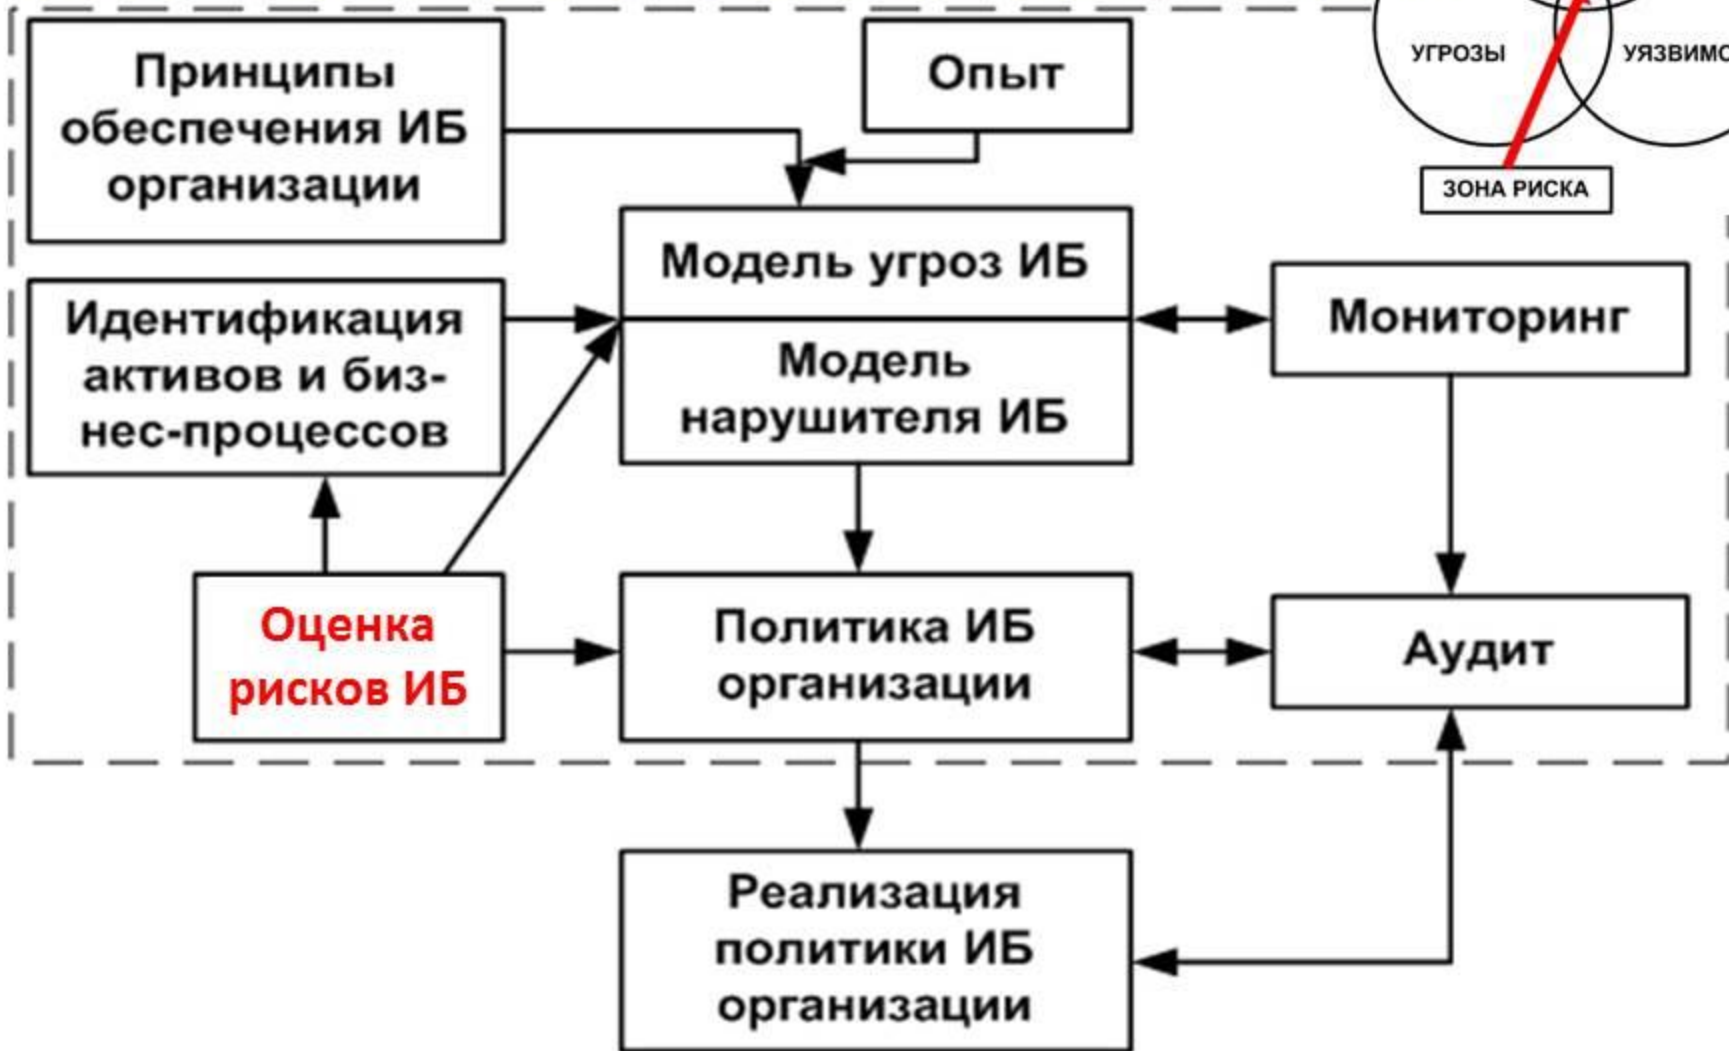 Принципы
обеспечения ИБ
организации
Опыт
УГРОЗЫ
ЗОНА РИСКА
Модель угроз ИБ
Идентификация
активов и биз-
нес-процессов
Модель
нарушителя ИБ
Мониторинг
Оценка
рисков ИБ
Политика ИБ
организации
Аудит
Реализация
политики ИБ
организации